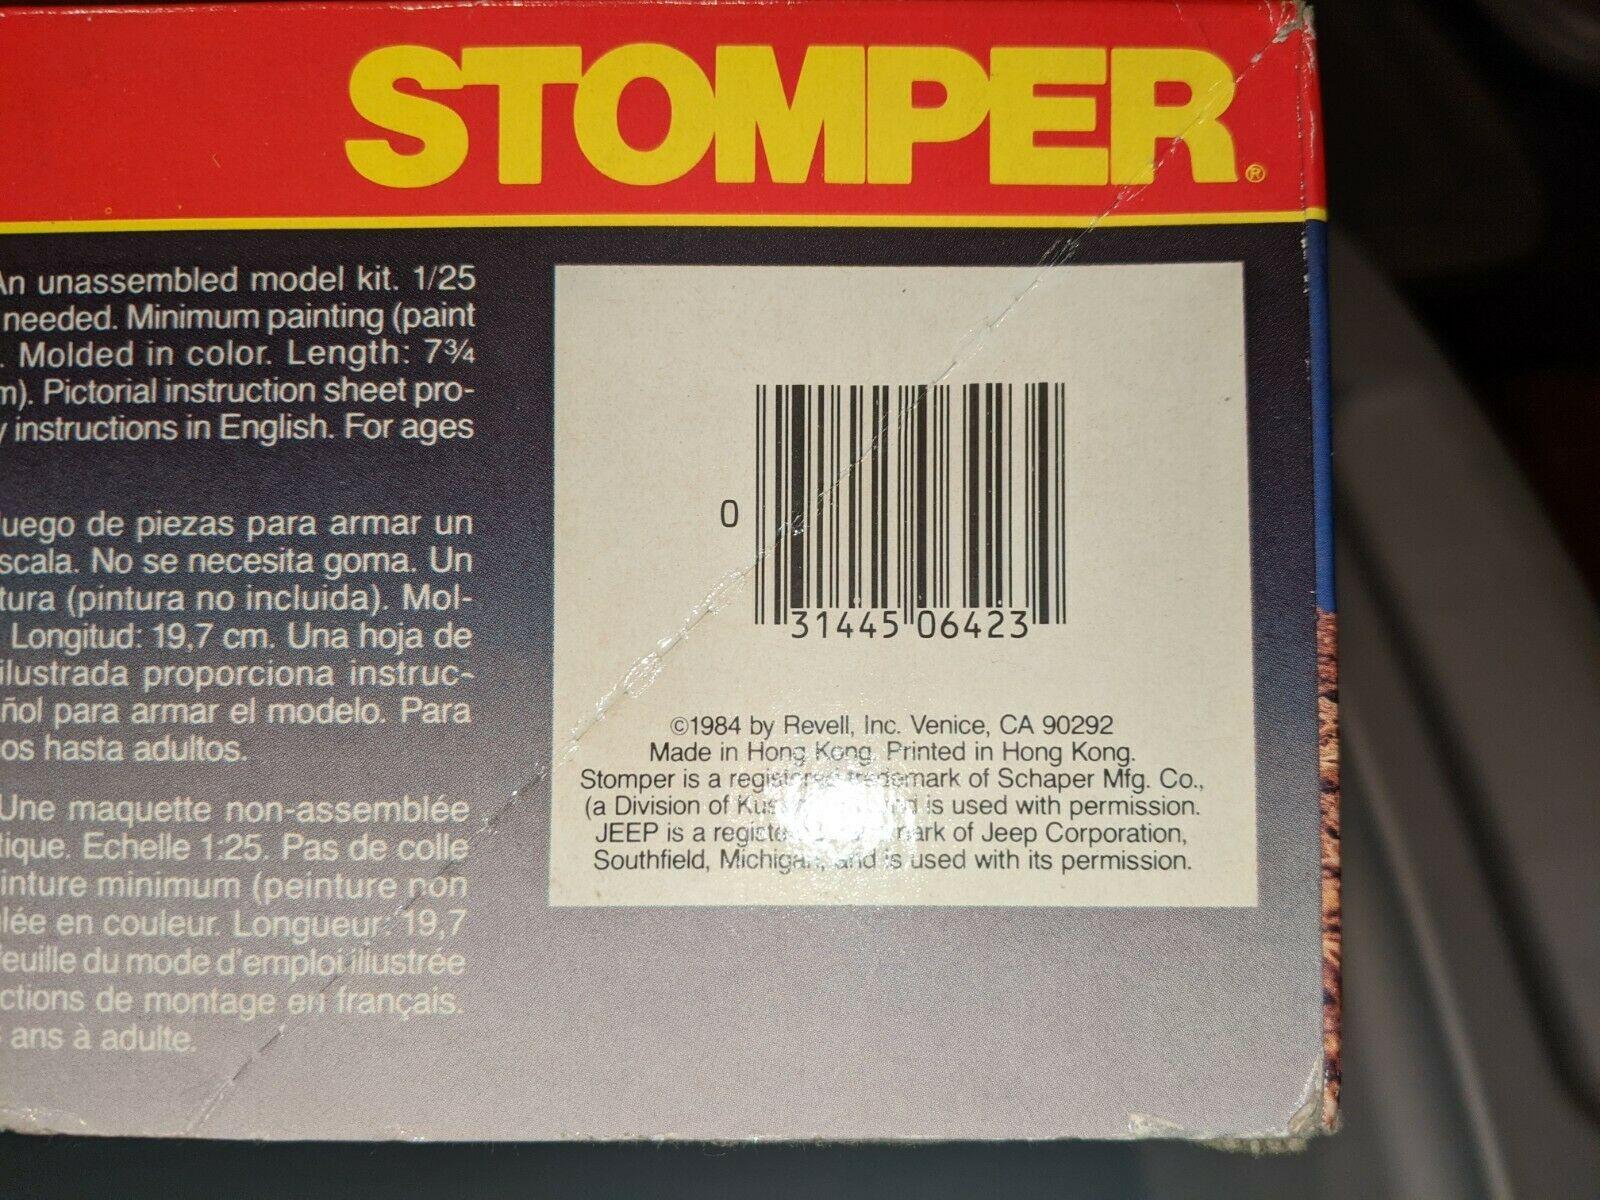 STOMPER®
An unassembled model kit. 1/25
needed. Minimum painting (paint
. Molded in color. Length: 7¾
m). Pictorial instruction sheet pro-
y instructions in English. For ages
Juego de piezas para armar un
scala. No se necesita goma. Un
tura (pintura no incluida). Mol-
Longitud: 19,7 cm. Una hoja de
ilustrada proporciona instruc-
ñol para armar el modelo. Para
os hasta adultos.
Une maquette non-assemblée
tique. Echelle 1:25. Pas de colle
inture minimum (peinture non
lée en couleur. Longueur: 19,7
feuille du mode d'emploi illustrée
ctions de montage en français.
ans à adulte.
0 31445 06423
©1984 by Revell, Inc. Venice, CA 90292
Made in Hong Kong. Printed in Hong Kong.
Stomper is a registered trademark of Schaper Mfg. Co.,
(a Division of is used with permission.
JEEP is a registered trademark of Jeep Corporation,
Southfield, Michigan, and is used with its permission.